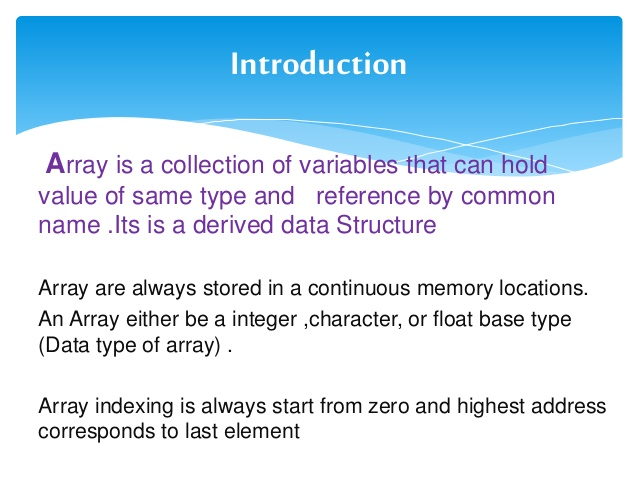 Introduction
Array is a collection of variables that can hold
value of same type and reference by common
name .Its is a derived data Structure
Array are always stored in a continuous memory locations.
An Array either be a integer ,character, or float base type
(Data type of array) .
Array indexing is always start from zero and highest address
corresponds to last element